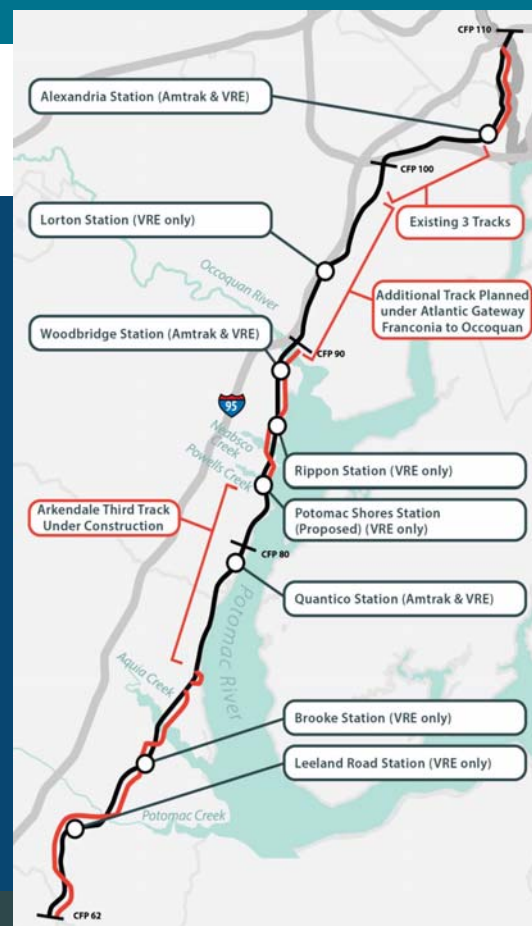 CFP 110
Alexandria Station (Amtrak & VRE)
CFP 100
Existing 3 Tracks
Lorton Station (VRE only)
Occoquan River
Additional Track Planned
under Atlantic Gateway
Franconia to Occoquan
Woodbridge Station (Amtrak & VRE)
CFP 90
95
Neabsco
Creek
Powells Creek
Rippon Station (VRE only)
Arkendale Third Track
Under Construction
Potomac Shores Station
(Proposed) (VRE only)
CFP 80
Quantico Station (Amtrak & VRE)
Potomac River
Aquia Creek
Brooke Station (VRE only)
Leeland Road Station (VRE only)
Potomac Creek
CFP 62